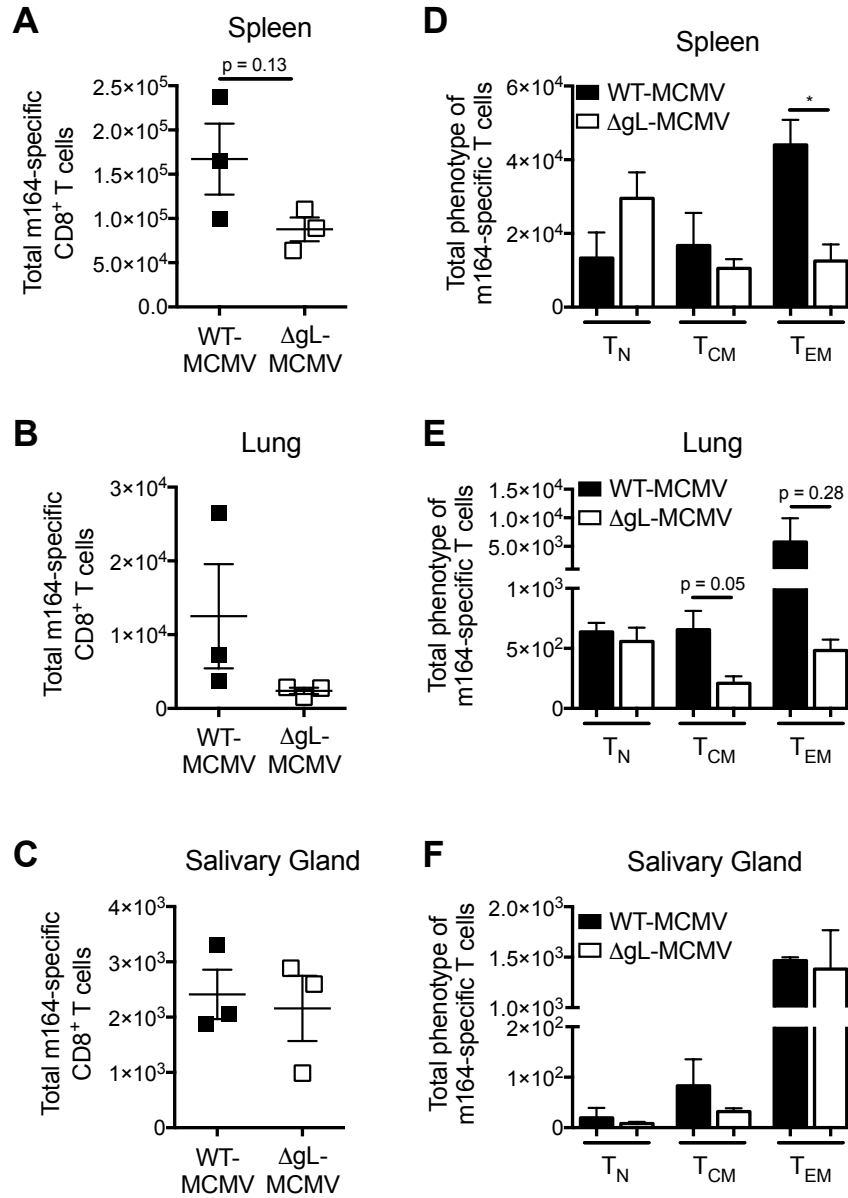 A
Spleen
p = 0.13
Total m164-specific
CD8⁺ T cells
2.5×10⁵
2.0×10⁵
1.5×10⁵
1.0×10⁵
5.0×10⁴
0.0
WT-
MCMV
ΔgL-
MCMV
D
Spleen
WT-MCMV
ΔgL-MCMV
*
Total phenotype of
m164-specific T cells
6×10⁴
4×10⁴
2×10⁴
0
T_N
T_CM
T_EM
B
Lung
Total m164-specific
CD8⁺ T cells
3×10⁴
2×10⁴
1×10⁴
0
WT-
MCMV
ΔgL-
MCMV
E
Lung
WT-MCMV
ΔgL-MCMV
p = 0.28
p = 0.05
Total phenotype of
m164-specific T cells
1.5×10⁴
1.0×10⁴
5×10³
1×10³
5×10²
0
T_N
T_CM
T_EM
C
Salivary Gland
Total m164-specific
CD8⁺ T cells
4×10³
3×10³
2×10³
1×10³
0
WT-
MCMV
ΔgL-
MCMV
F
Salivary Gland
WT-MCMV
ΔgL-MCMV
Total phenotype of
m164-specific T cells
2.0×10³
1.5×10³
1×10³
2×10²
1×10²
0
T_N
T_CM
T_EM